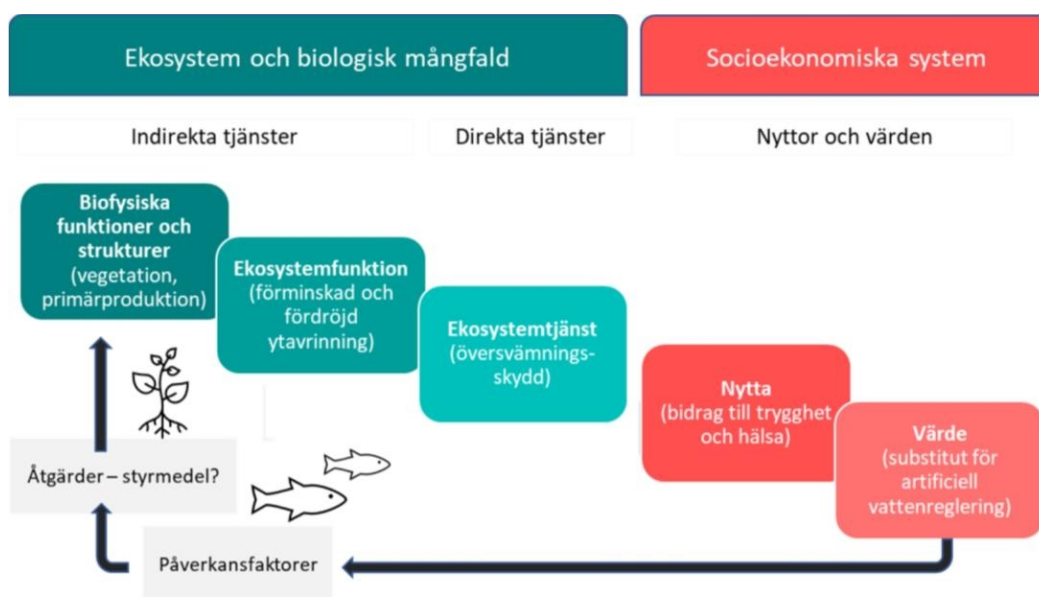 Ekosystem och biologisk mångfald
Socioekonomiska system
Indirekta tjänster
Direkta tjänster
Nyttor och värden
Biofysiska
funktioner och
strukturer
(vegetation,
primärproduktion)
Ekosystemfunktion
(förminskad och
fördröjd
ytavrinning)
Ekosystemtjänst
(översvämnings-
skydd)
Nytta
(bidrag till trygghet
och hälsa)
Värde
(substitut för
artificiell
vattenreglering)
Åtgärder – styrmedel?
Påverkansfaktorer